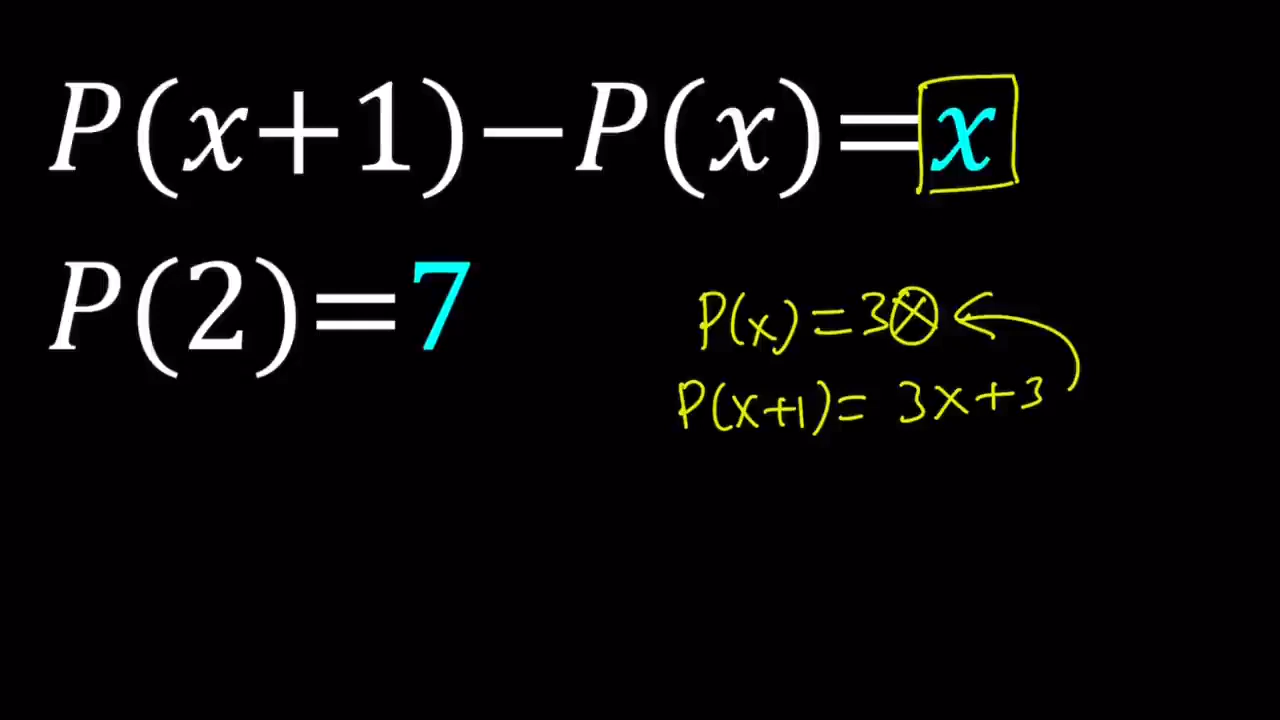 P(x+1)−P(x)=x
P(2)=7
P(x)=3x
P(x+1)= 3x+3